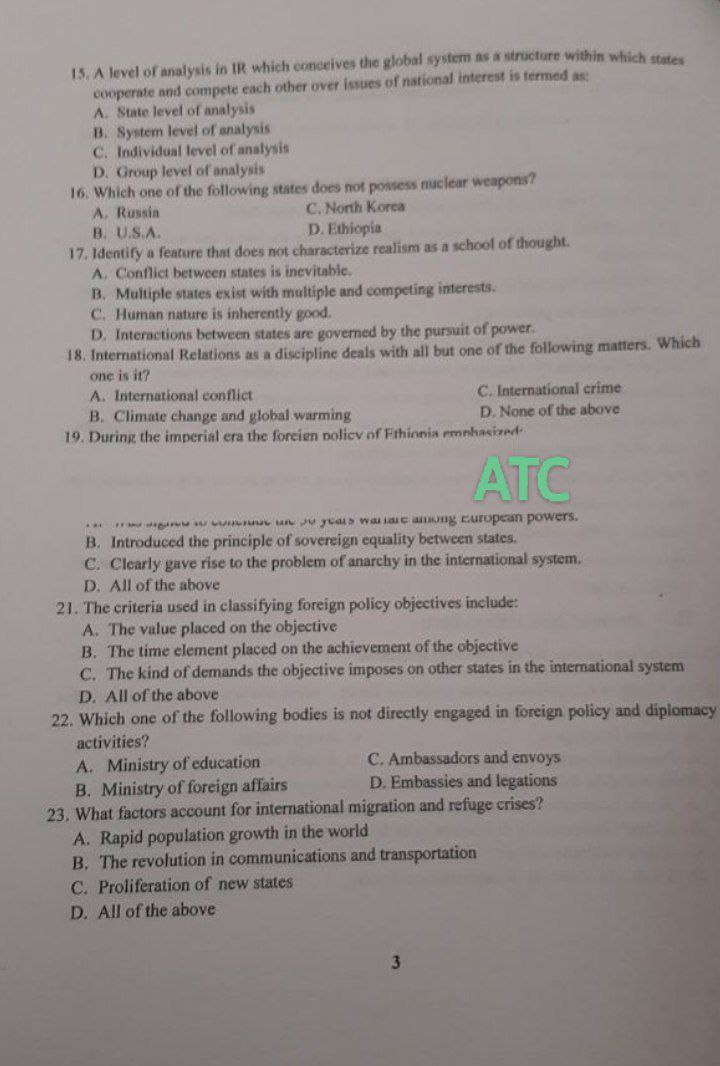 15. A level of analysis in IR which conceives the global system as a structure within which states
cooperate and compete each other over issues of national interest is termed as:
A. State level of analysis
B. System level of analysis
C. Individual level of analysis
D. Group level of analysis
16. Which one of the following states does not possess nuclear weapons?
A. Russia C. North Korea
B. U.S.A. D. Ethiopia
17. Identify a feature that does not characterize realism as a school of thought.
A. Conflict between states is inevitable.
B. Multiple states exist with multiple and competing interests.
C. Human nature is inherently good.
D. Interactions between states are governed by the pursuit of power.
18. International Relations as a discipline deals with all but one of the following matters. Which
one is it?
A. International conflict C. International crime
B. Climate change and global warming D. None of the above
19. During the imperial era the foreign policy of Ethiopia emphasized:
ATC
signed to conclude the 30 years warfare among European powers.
B. Introduced the principle of sovereign equality between states.
C. Clearly gave rise to the problem of anarchy in the international system.
D. All of the above
21. The criteria used in classifying foreign policy objectives include:
A. The value placed on the objective
B. The time element placed on the achievement of the objective
C. The kind of demands the objective imposes on other states in the international system
D. All of the above
22. Which one of the following bodies is not directly engaged in foreign policy and diplomacy
activities?
A. Ministry of education C. Ambassadors and envoys
B. Ministry of foreign affairs D. Embassies and legations
23. What factors account for international migration and refuge crises?
A. Rapid population growth in the world
B. The revolution in communications and transportation
C. Proliferation of new states
D. All of the above
3